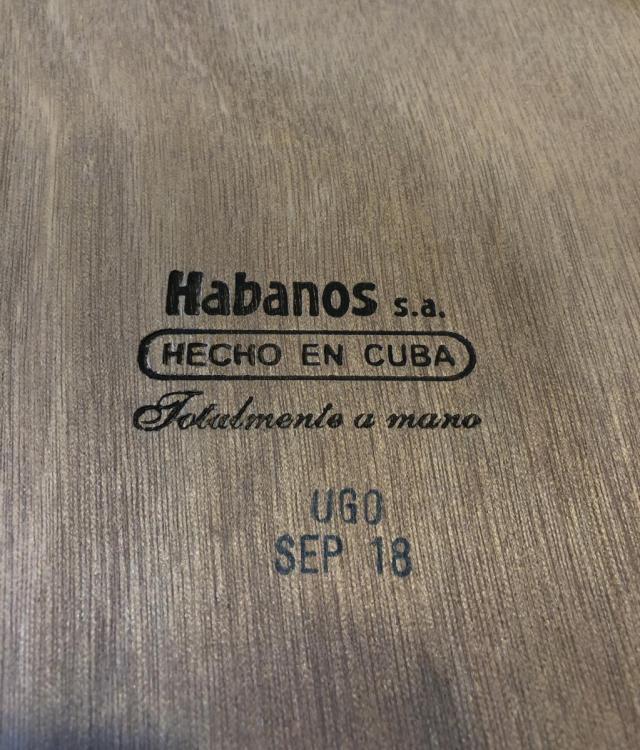 Habanos s.a.
HECHO EN CUBA
Totalmente a mano
UGO
SEP 18